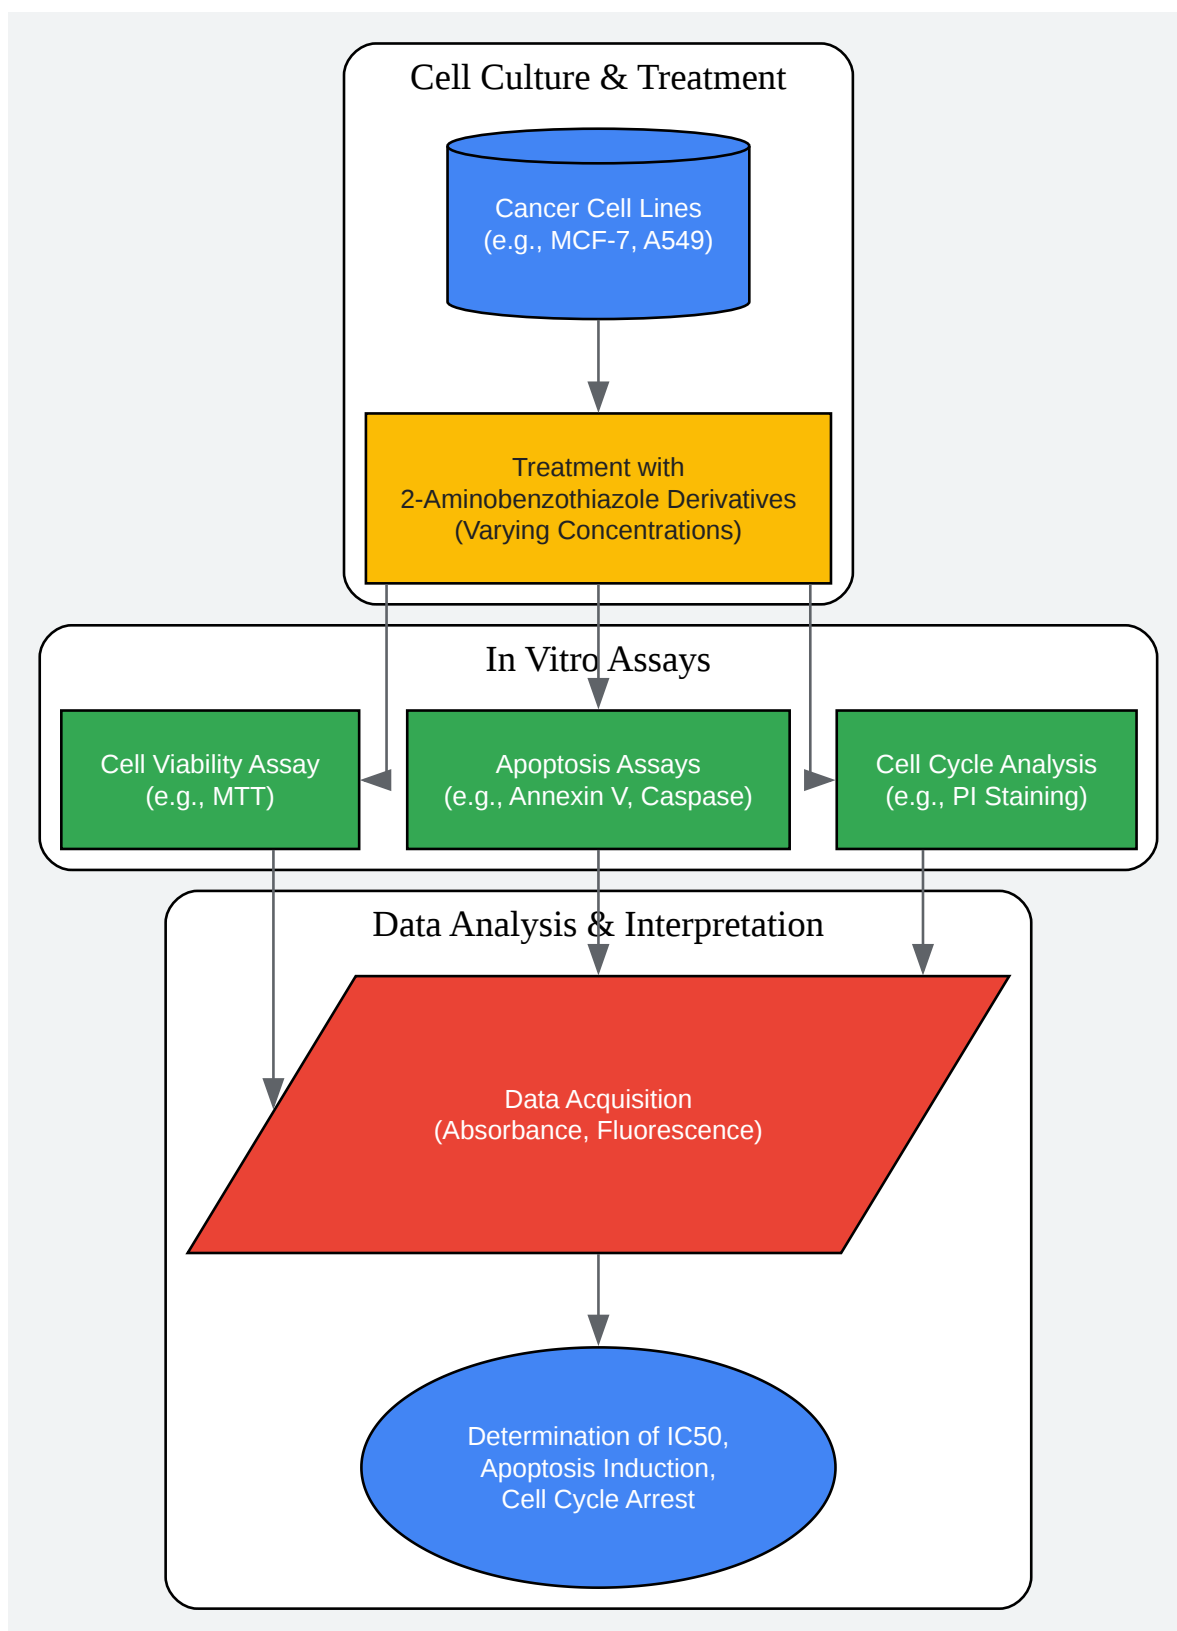 Cell Culture & Treatment
Cancer Cell Lines
(e.g., MCF-7, A549)
Treatment with
2-Aminobenzothiazole Derivatives
(Varying Concentrations)
In Vitro Assays
Cell Viability Assay
(e.g., MTT)
Apoptosis Assays
(e.g., Annexin V, Caspase)
Cell Cycle Analysis
(e.g., PI Staining)
Data Analysis & Interpretation
Data Acquisition
(Absorbance, Fluorescence)
Determination of IC50,
Apoptosis Induction,
Cell Cycle Arrest